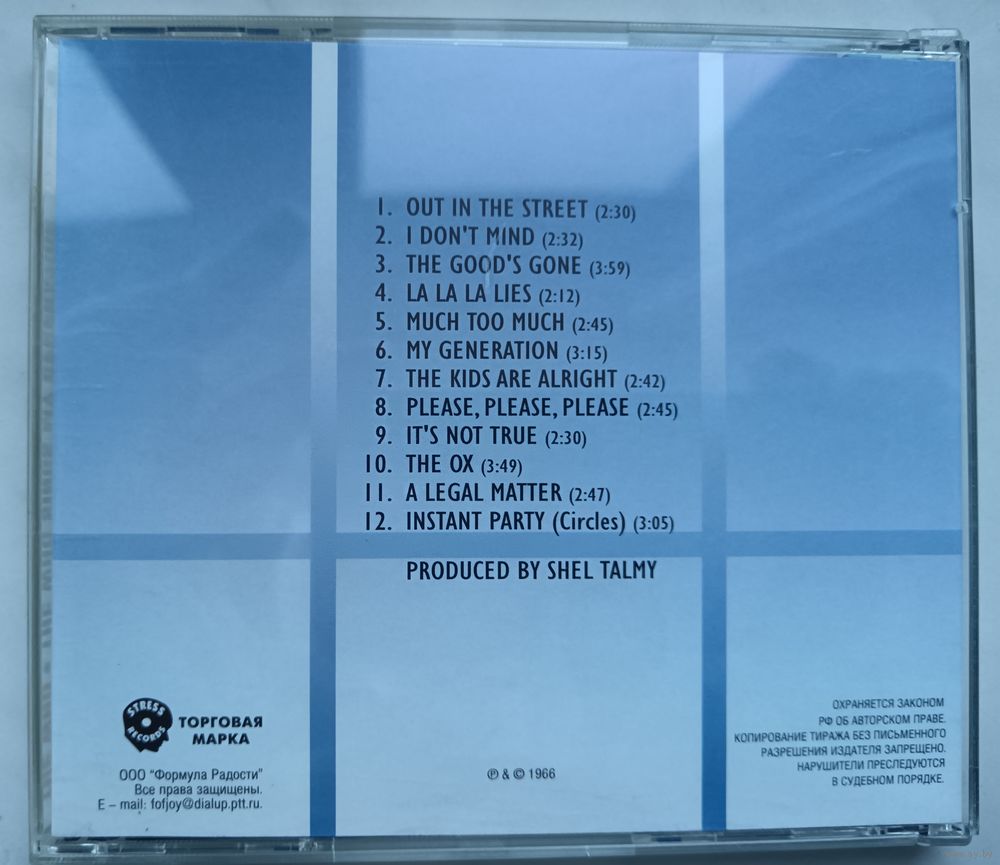 1. OUT IN THE STREET (2:30)
2. I DON'T MIND (2:32)
3. THE GOOD'S GONE (3:59)
4. LA LA LA LIES (2:12)
5. MUCH TOO MUCH (2:45)
6. MY GENERATION (3:15)
7. THE KIDS ARE ALRIGHT (2:42)
8. PLEASE, PLEASE, PLEASE (2:45)
9. IT'S NOT TRUE (2:30)
10. THE OX (3:49)
11. A LEGAL MATTER (2:47)
12. INSTANT PARTY (Circles) (3:05)
PRODUCED BY SHEL TALMY
STRESS
RECORDS
ТОРГОВАЯ
МАРКА
ООО "Формула Радости"
Все права защищены.
E – mail: fofjoy@dialup.ptt.ru.
℗ & © 1966
ОХРАНЯЕТСЯ ЗАКОНОМ
РФ ОБ АВТОРСКОМ ПРАВЕ.
КОПИРОВАНИЕ ТИРАЖА БЕЗ ПИСЬМЕННОГО
РАЗРЕШЕНИЯ ИЗДАТЕЛЯ ЗАПРЕЩЕНО.
НАРУШИТЕЛИ ПРЕСЛЕДУЮТСЯ
В СУДЕБНОМ ПОРЯДКЕ.